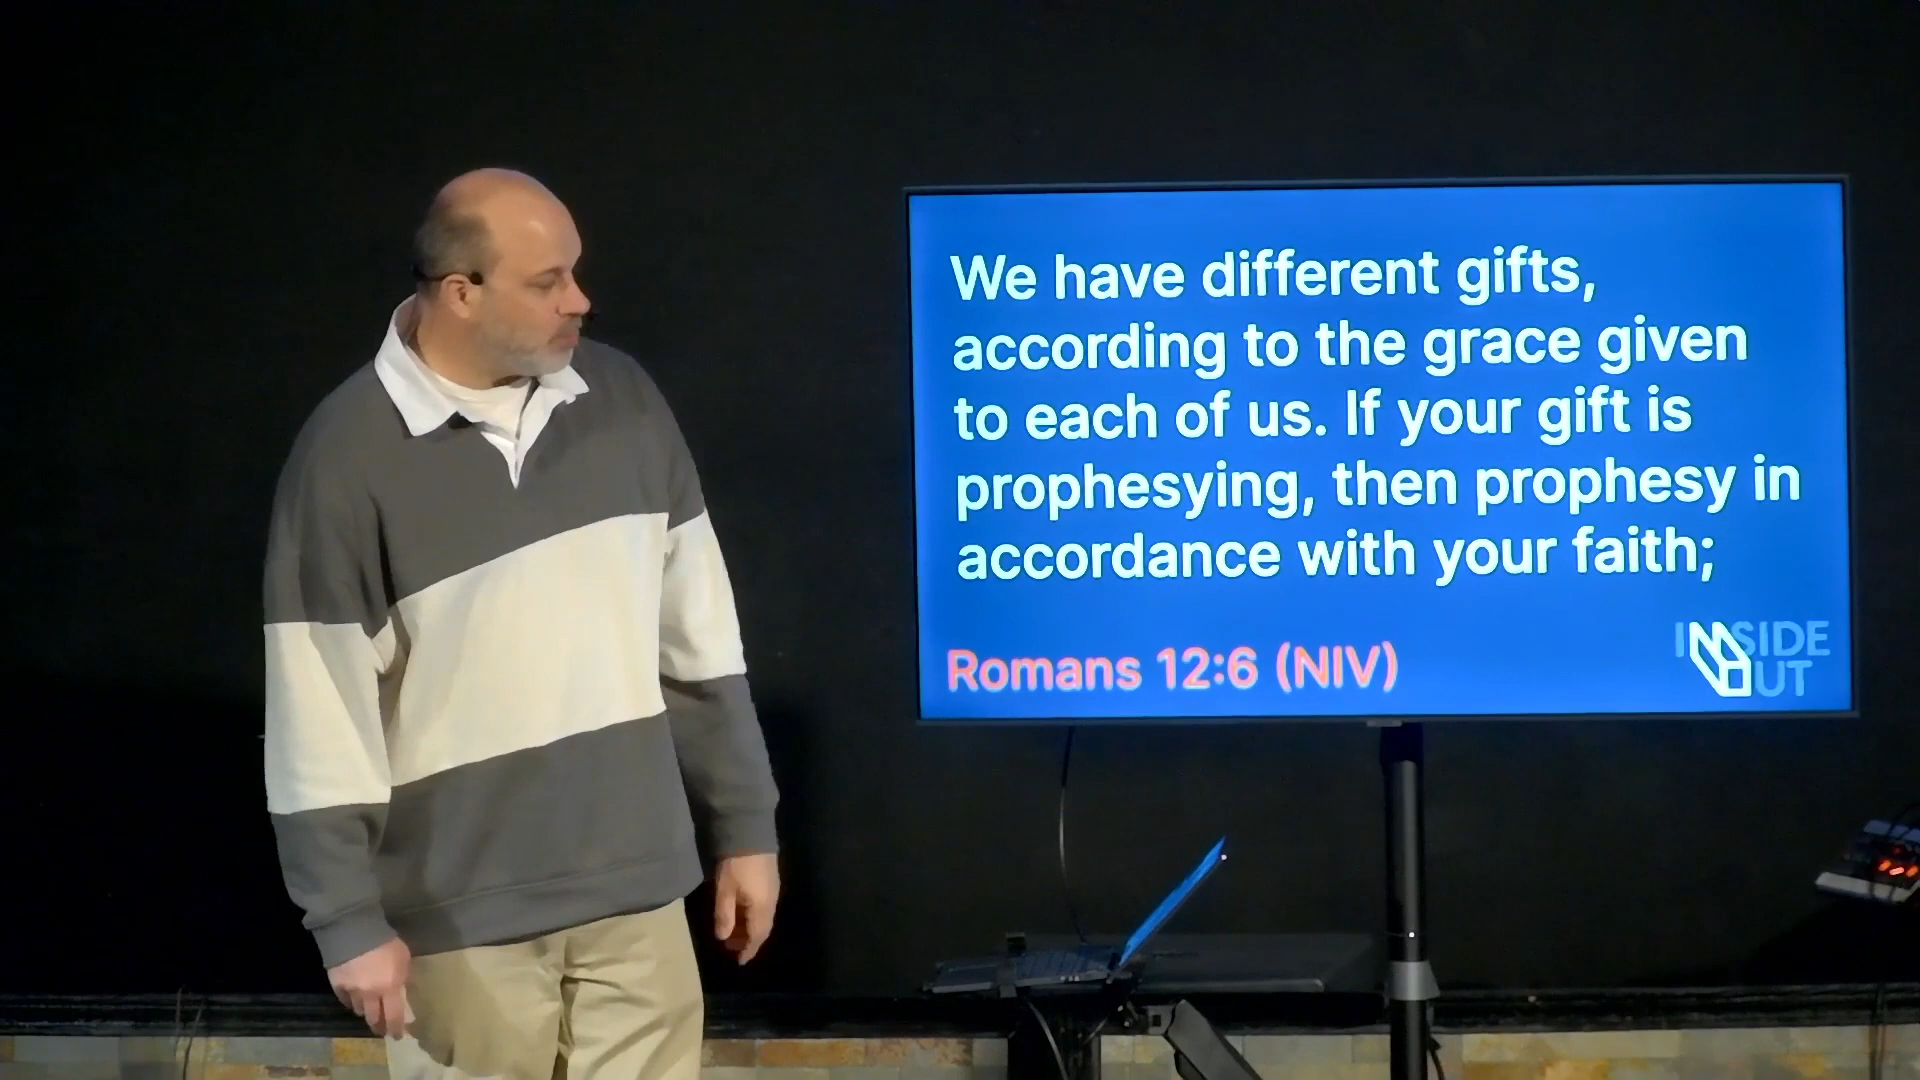 We have different gifts,
according to the grace given
to each of us. If your gift is
prophesying, then prophesy in
accordance with your faith;
Romans 12:6 (NIV)
INSIDE
OUT